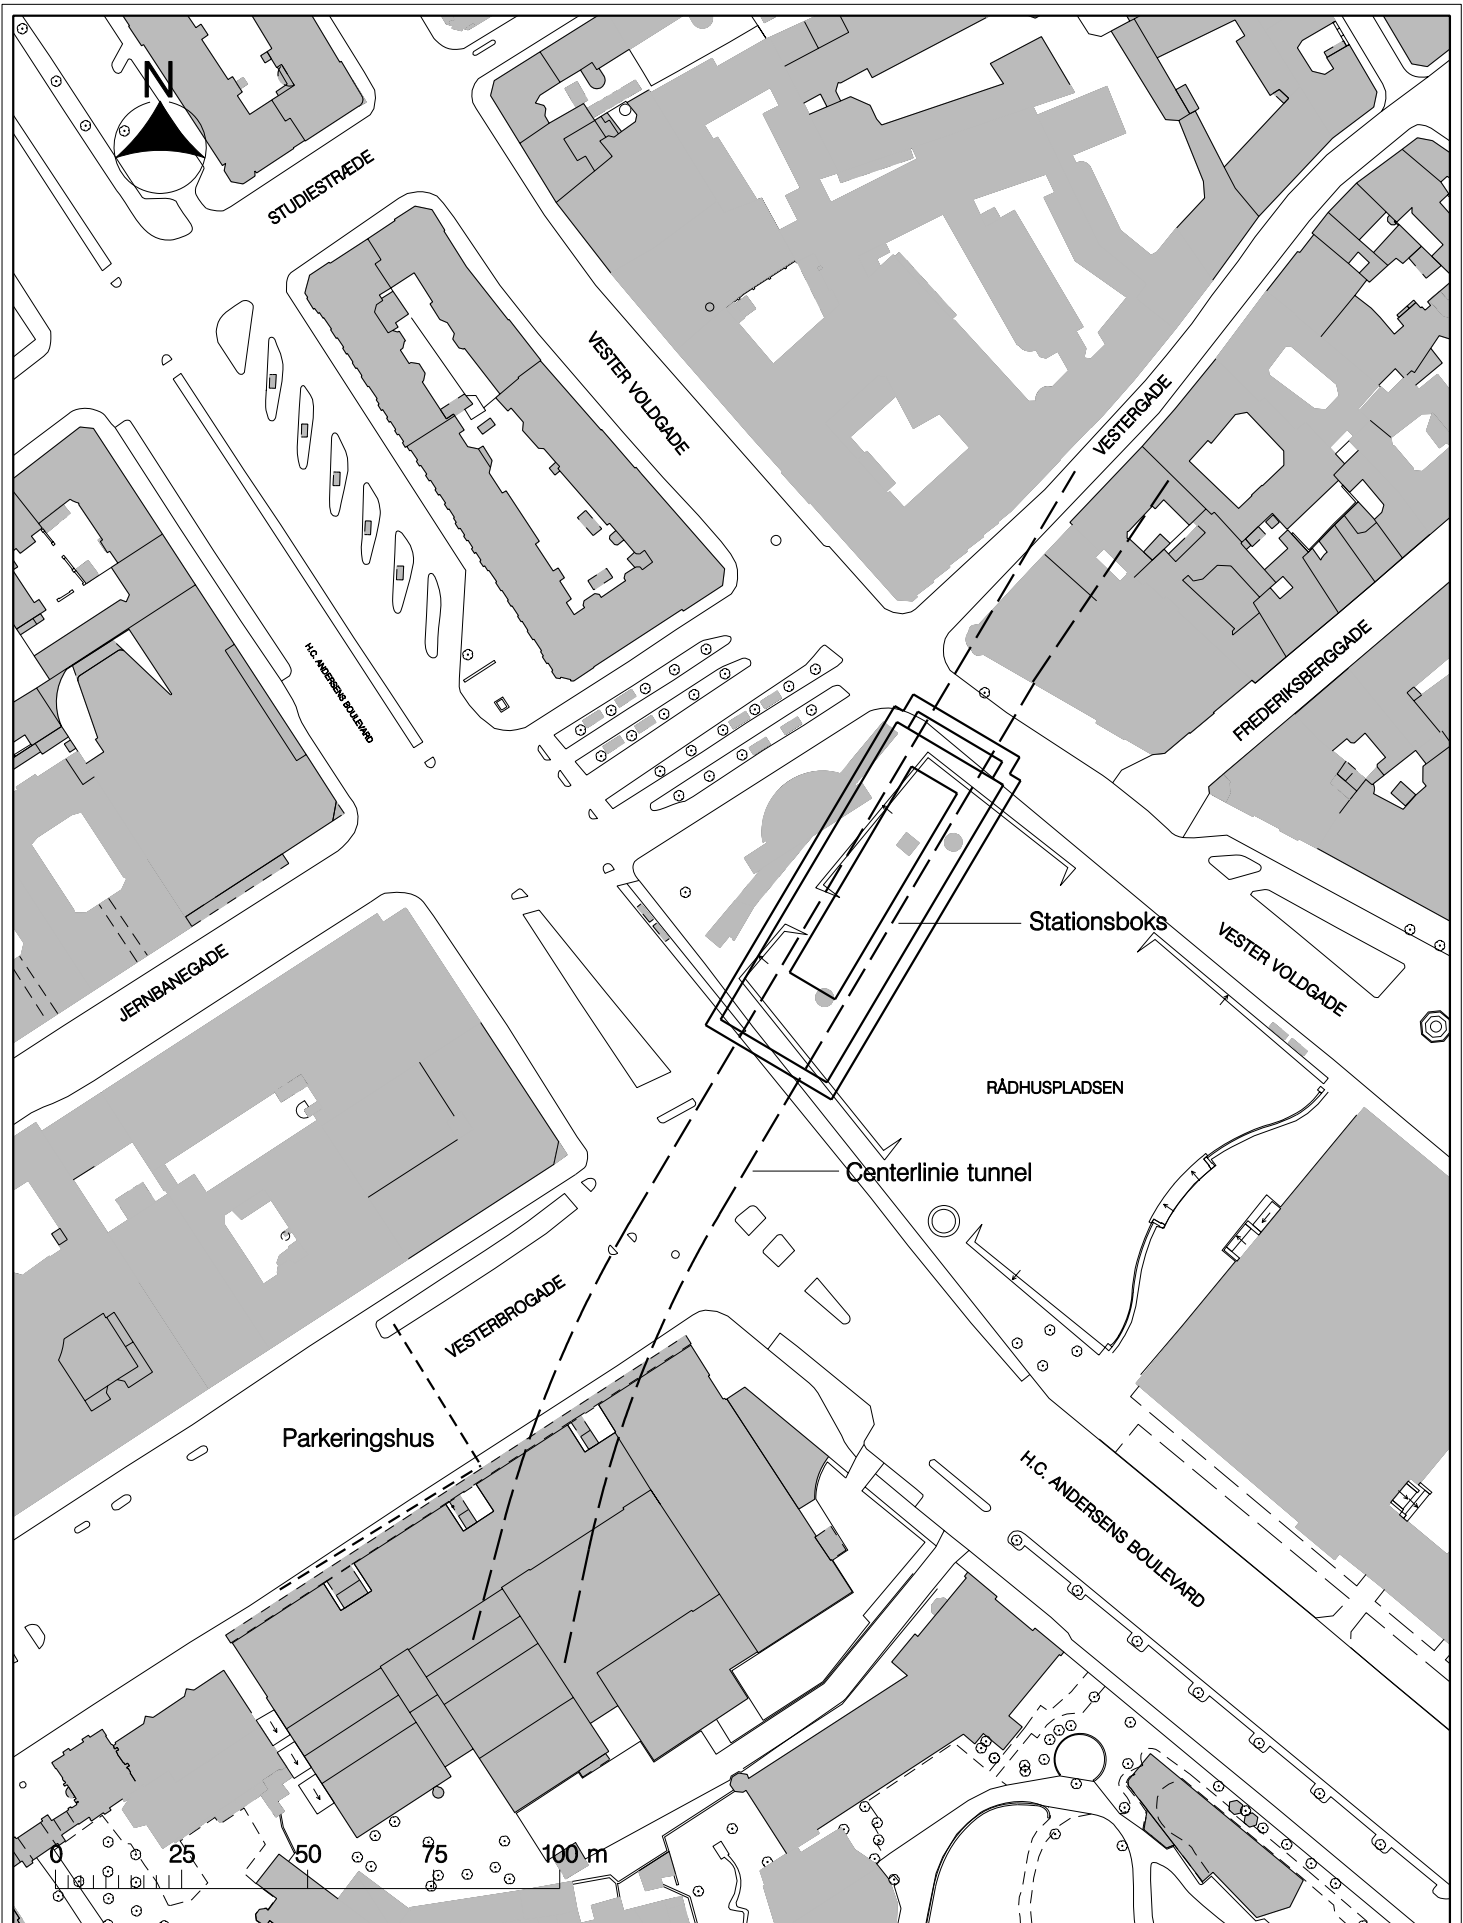 N
STUDIESTRÆDE
VESTER VOLDGADE
VESTERGADE
H.C. ANDERSENS BOULEVARD
FREDERIKSBERGGADE
Stationsboks
VESTER VOLDGADE
JERNBANEGADE
RÅDHUSPLADSEN
Centerlinie tunnel
VESTERBROGADE
Parkeringshus
H.C. ANDERSENS BOULEVARD
0 25 50 75 100 m